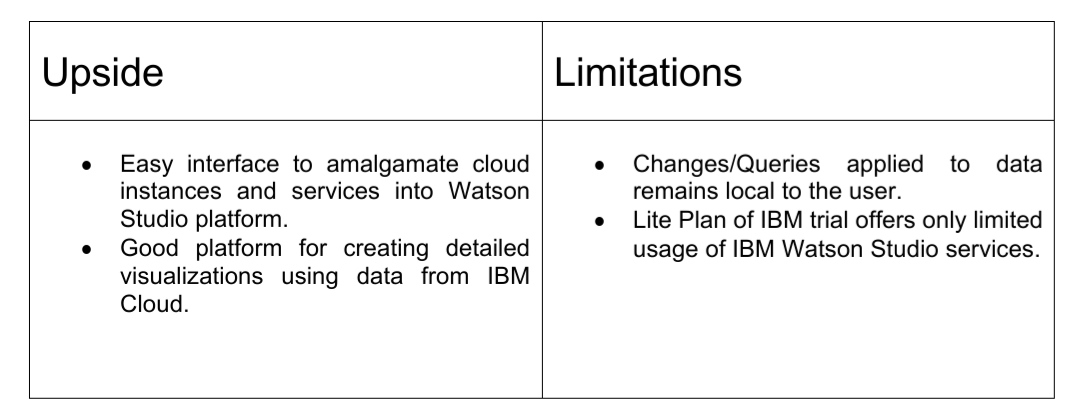 Upside
Limitations
● Easy interface to amalgamate cloud
instances and services into Watson
Studio platform.
● Good platform for creating detailed
visualizations using data from IBM
Cloud.
● Changes/Queries applied to data
remains local to the user.
● Lite Plan of IBM trial offers only limited
usage of IBM Watson Studio services.